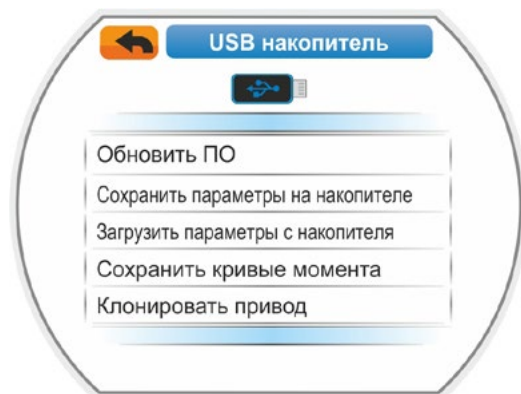 USB накопитель
Обновить ПО
Сохранить параметры на накопителе
Загрузить параметры с накопителя
Сохранить кривые момента
Клонировать привод